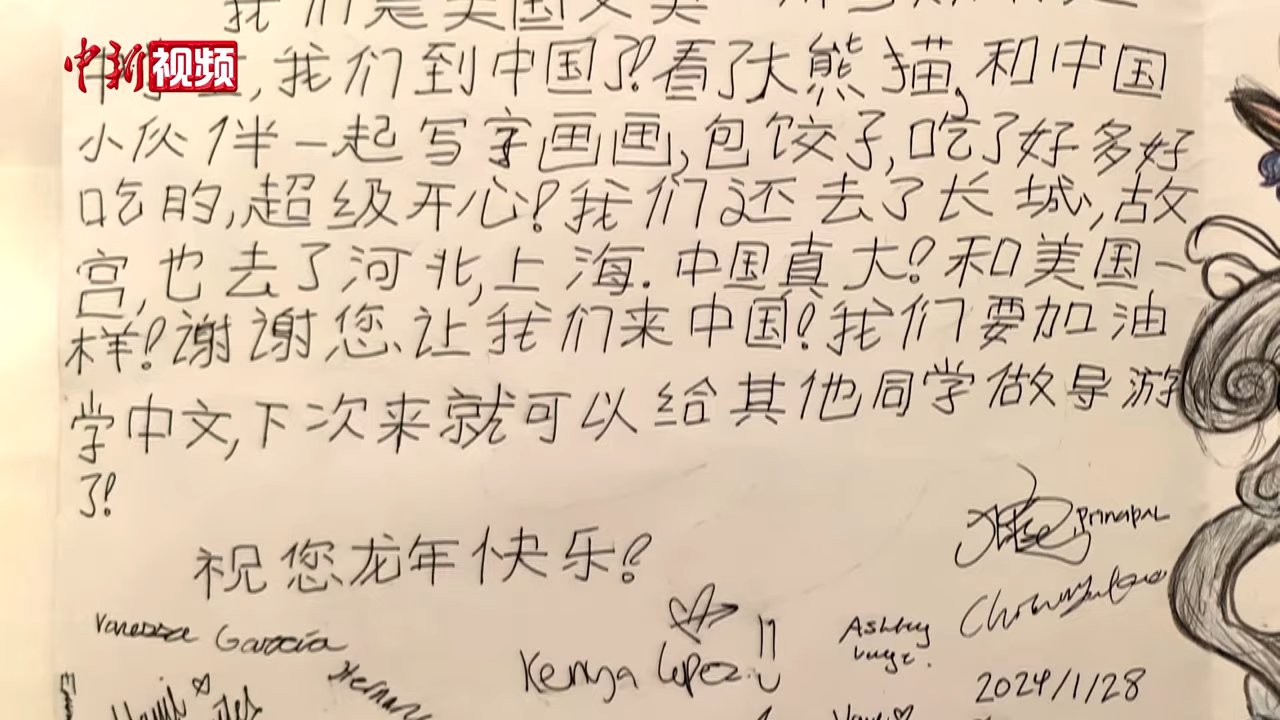 我们是美国
中新视频
，我们到中国了！看了大熊猫，和中国
小伙伴一起写字画画，包饺子，吃了好多好
吃的，超级开心！我们还去了长城，故
宫，也去了河北，上海．中国真大！和美国一
样！谢谢您让我们来中国！我们要加油
学中文，下次来就可以给其他同学做导游
了！
祝您龙年快乐！
Principal
Vanessa Garcia
Kenya Lopez !!
Ashley
2024/1/28